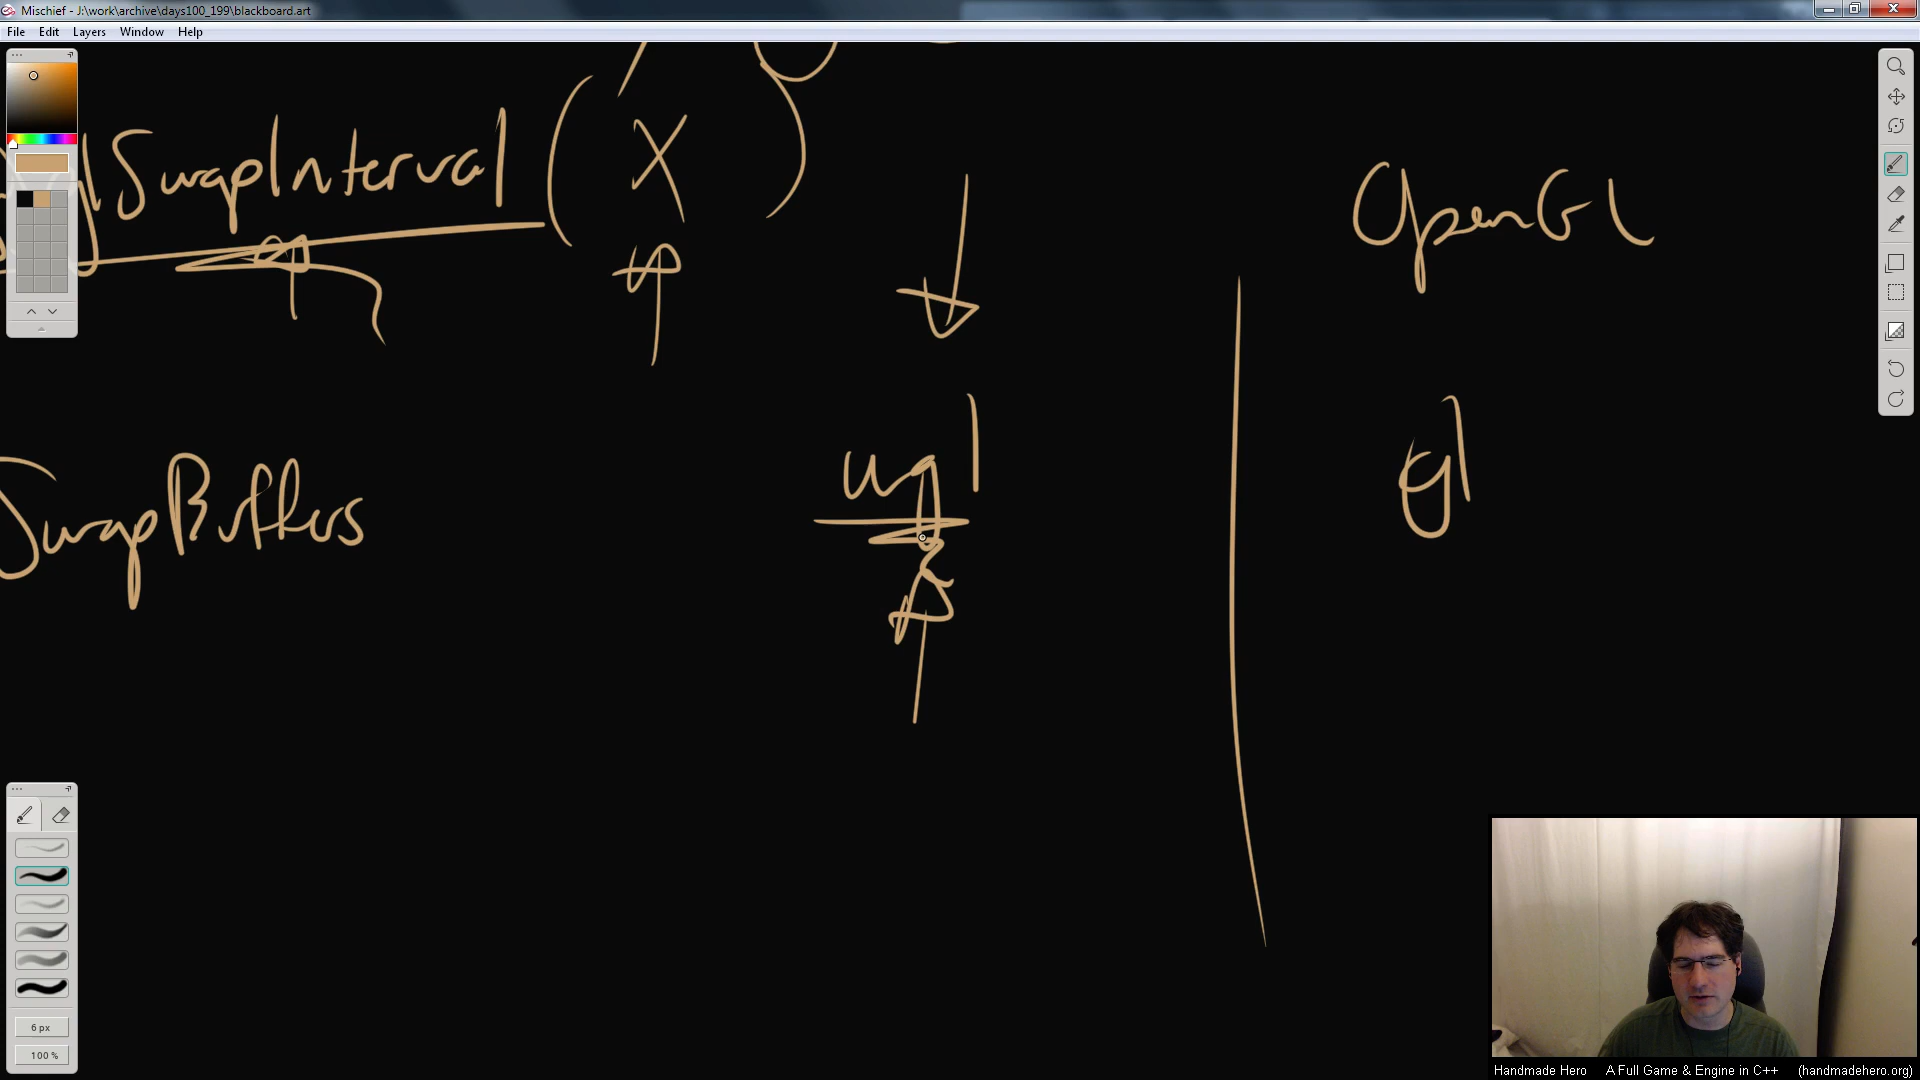 Mischief - J:\work\archive\days100_199\blackboard.art
File Edit Layers Window Help
glSwapInterval ( X )
OpenGL
wgl
gl
SwapBuffers
6 px
100 %
Handmade Hero A Full Game & Engine in C++ (handmadehero.org)